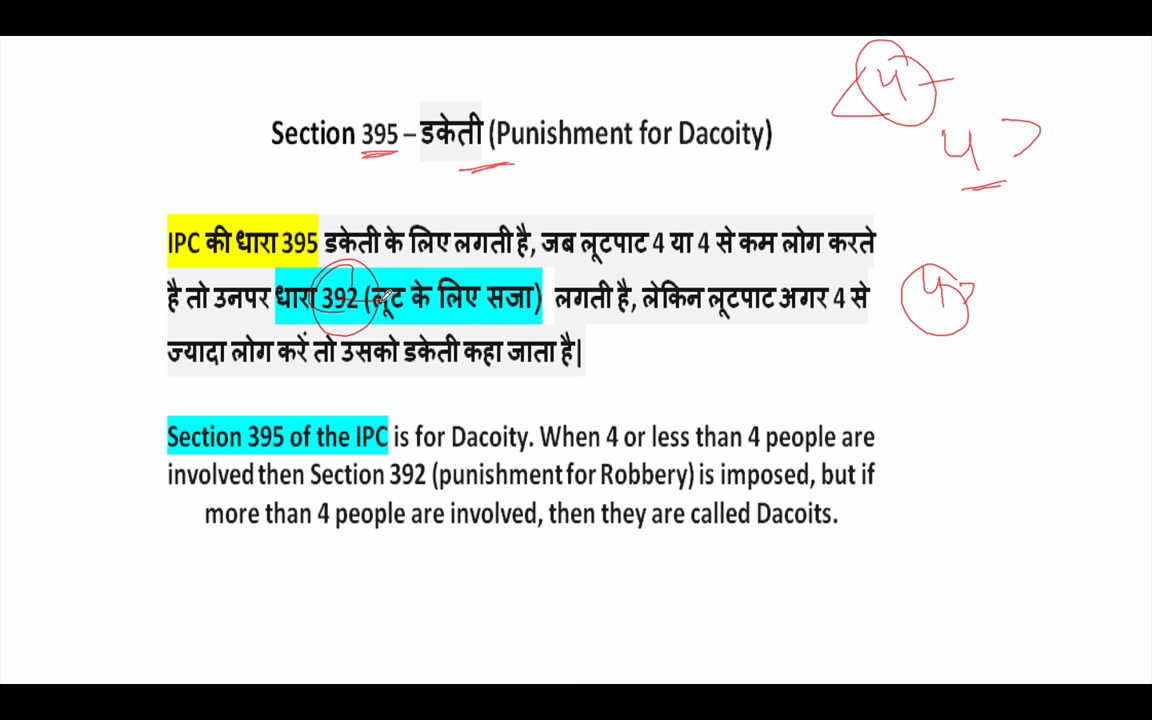 Section 395 – डकेती (Punishment for Dacoity)
4
4 >
IPC की धारा 395 डकेती के लिए लगती है, जब लूटपाट 4 या 4 से कम लोग करते
है तो उनपर धारा 392 (लूट के लिए सजा) लगती है, लेकिन लूटपाट अगर 4 से
4
ज्यादा लोग करें तो उसको डकेती कहा जाता है|
Section 395 of the IPC is for Dacoity. When 4 or less than 4 people are
involved then Section 392 (punishment for Robbery) is imposed, but if
more than 4 people are involved, then they are called Dacoits.